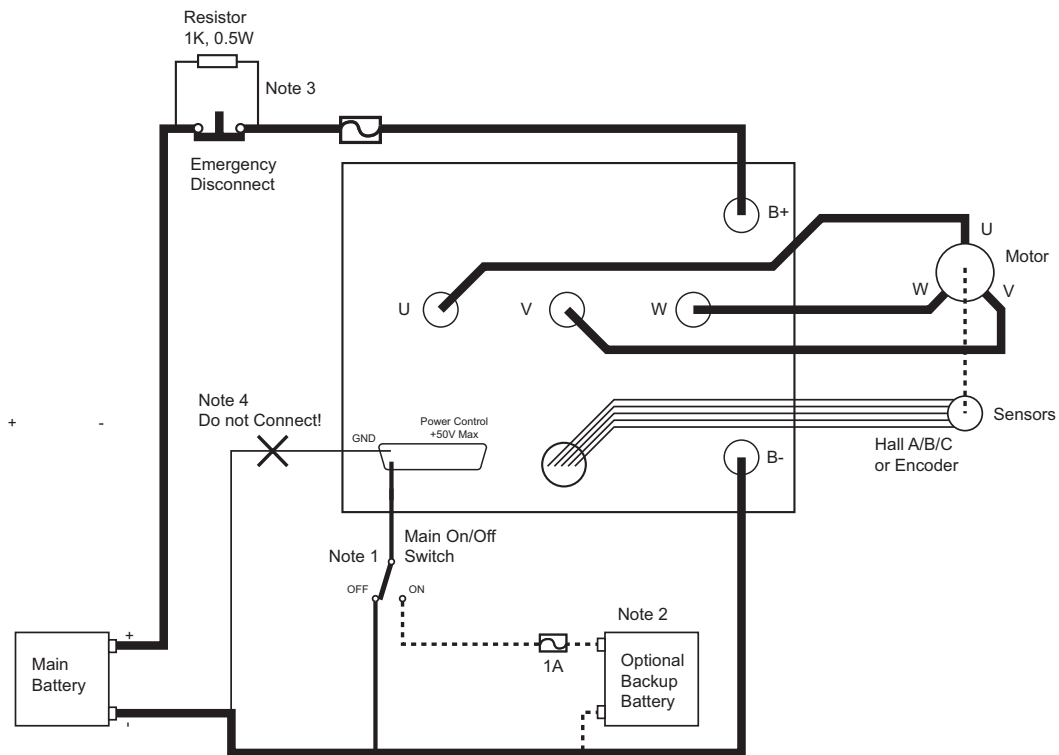 Resistor
1K, 0.5W
Note 3
Emergency
Disconnect
B+
U
Motor
W
V
U
V
W
Note 4
Do not Connect!
+
-
Power Control
+50V Max
GND
Sensors
Hall A/B/C
or Encoder
B-
Main On/Off
Switch
Note 1
OFF
ON
Note 2
1A
Optional
Backup
Battery
+
Main
Battery
-